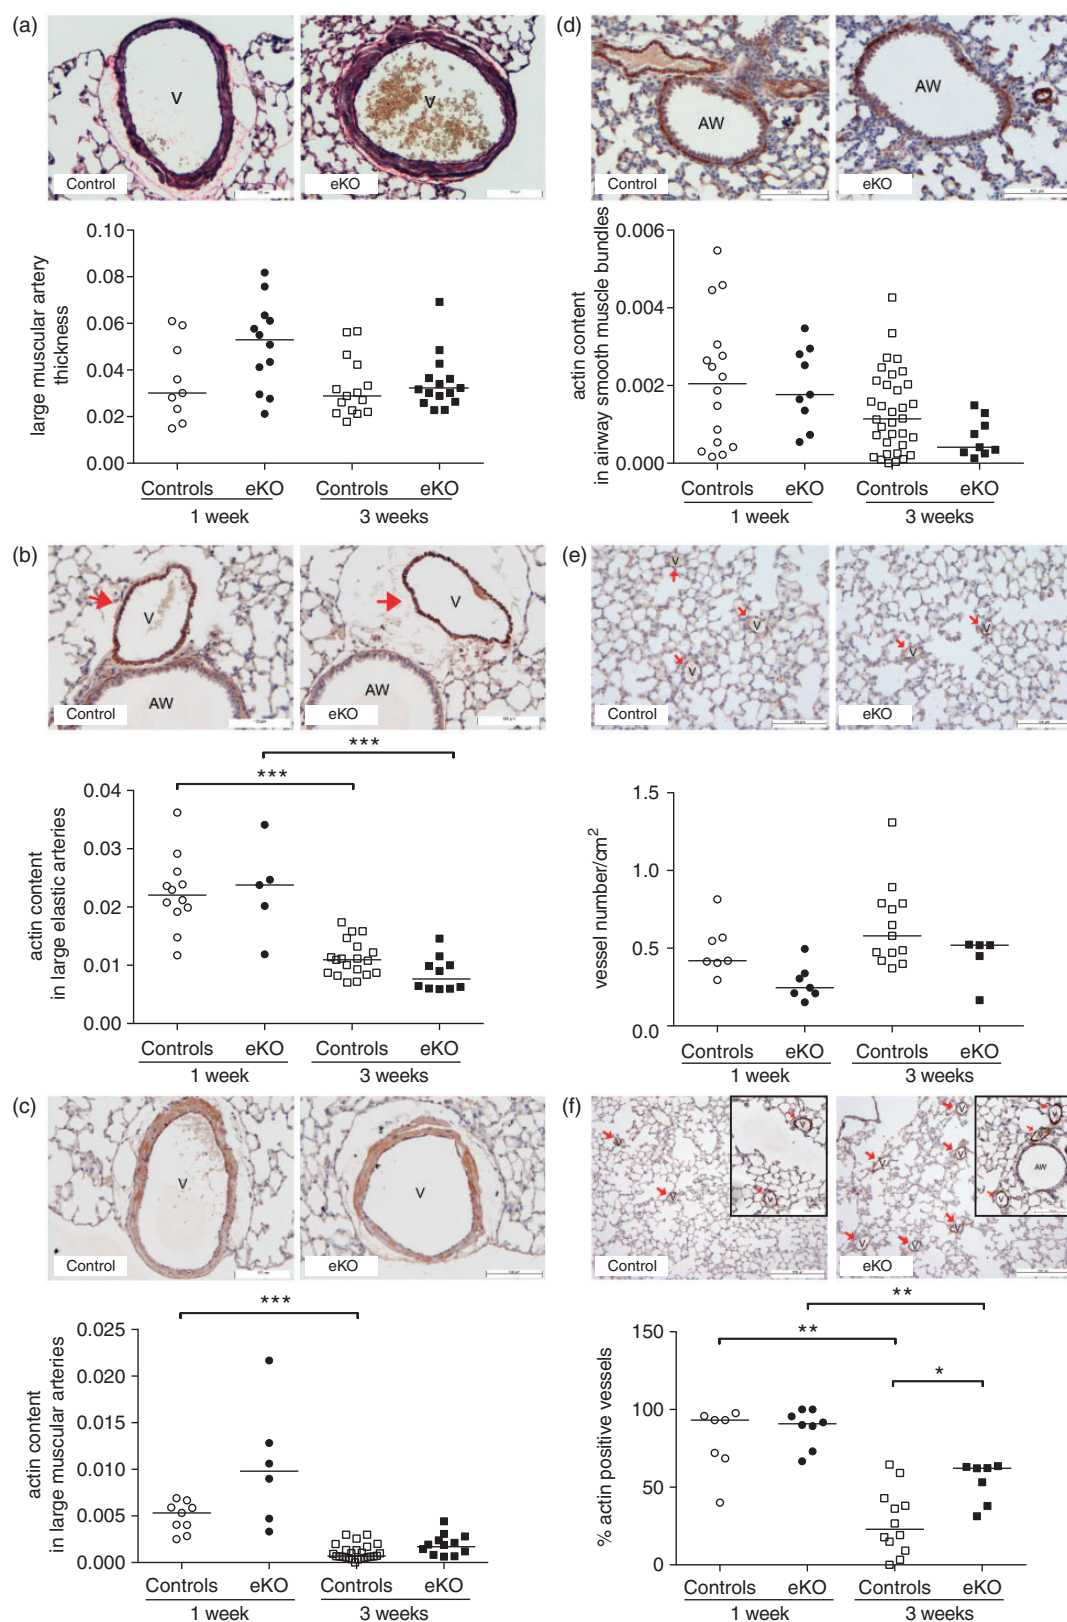 (a)
V
Control
V
eKO
0.10
0.08
0.06
0.04
0.02
0.00
large muscular artery
thickness
Controls eKO Controls eKO
1 week 3 weeks
(b)
V
AW
Control
V
AW
eKO
***
***
0.04
0.03
0.02
0.01
0.00
actin content
in large elastic arteries
Controls eKO Controls eKO
1 week 3 weeks
(c)
V
Control
V
eKO
***
0.025
0.020
0.015
0.010
0.005
0.000
actin content
in large muscular arteries
Controls eKO Controls eKO
1 week 3 weeks
(d)
AW
Control
AW
eKO
0.006
0.004
0.002
0.000
actin content
in airway smooth muscle bundles
Controls eKO Controls eKO
1 week 3 weeks
(e)
V
V
V
Control
V
V
eKO
1.5
1.0
0.5
0.0
vessel number/cm²
Controls eKO Controls eKO
1 week 3 weeks
(f)
V
V
V
V
Control
V
V
V
V
V
V
V
V
AW
V
eKO
**
**
*
150
100
50
0
% actin positive vessels
Controls eKO Controls eKO
1 week 3 weeks